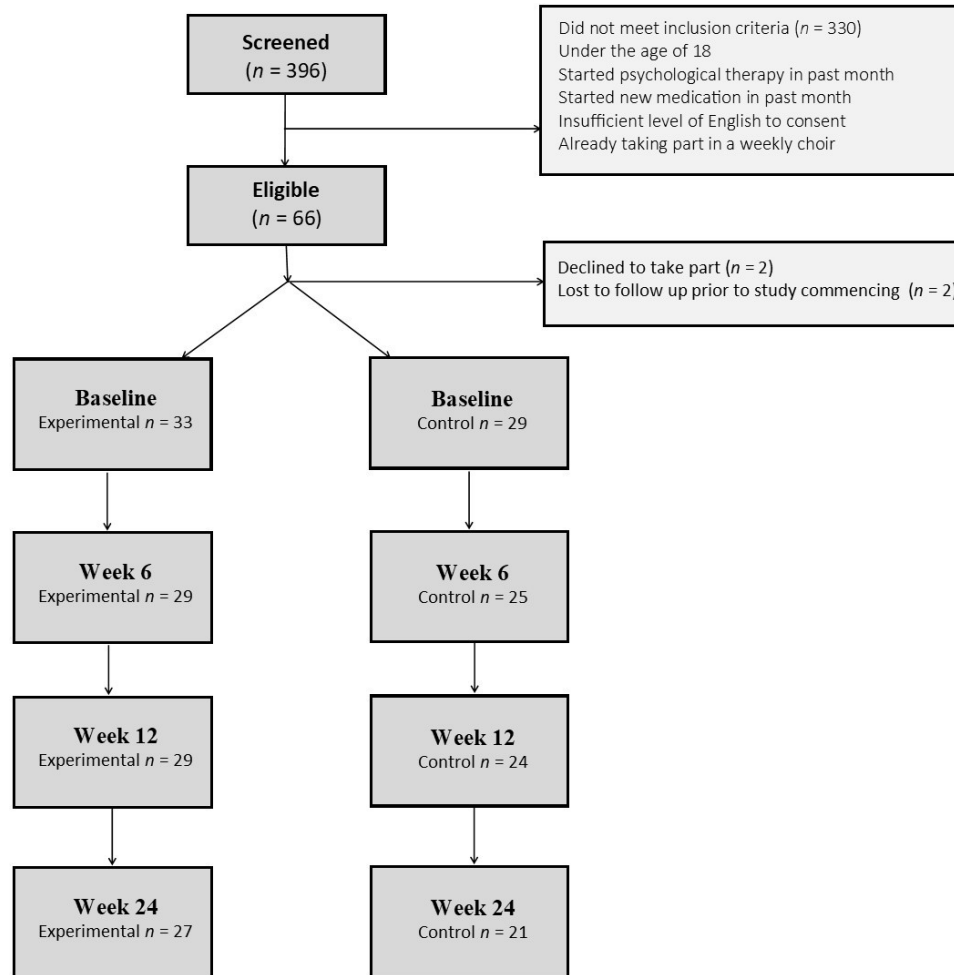 Screened
(n = 396)
Did not meet inclusion criteria (n = 330)
Under the age of 18
Started psychological therapy in past month
Started new medication in past month
Insufficient level of English to consent
Already taking part in a weekly choir
Eligible
(n = 66)
Declined to take part (n = 2)
Lost to follow up prior to study commencing (n = 2)
Baseline
Experimental n = 33
Baseline
Control n = 29
Week 6
Experimental n = 29
Week 6
Control n = 25
Week 12
Experimental n = 29
Week 12
Control n = 24
Week 24
Experimental n = 27
Week 24
Control n = 21